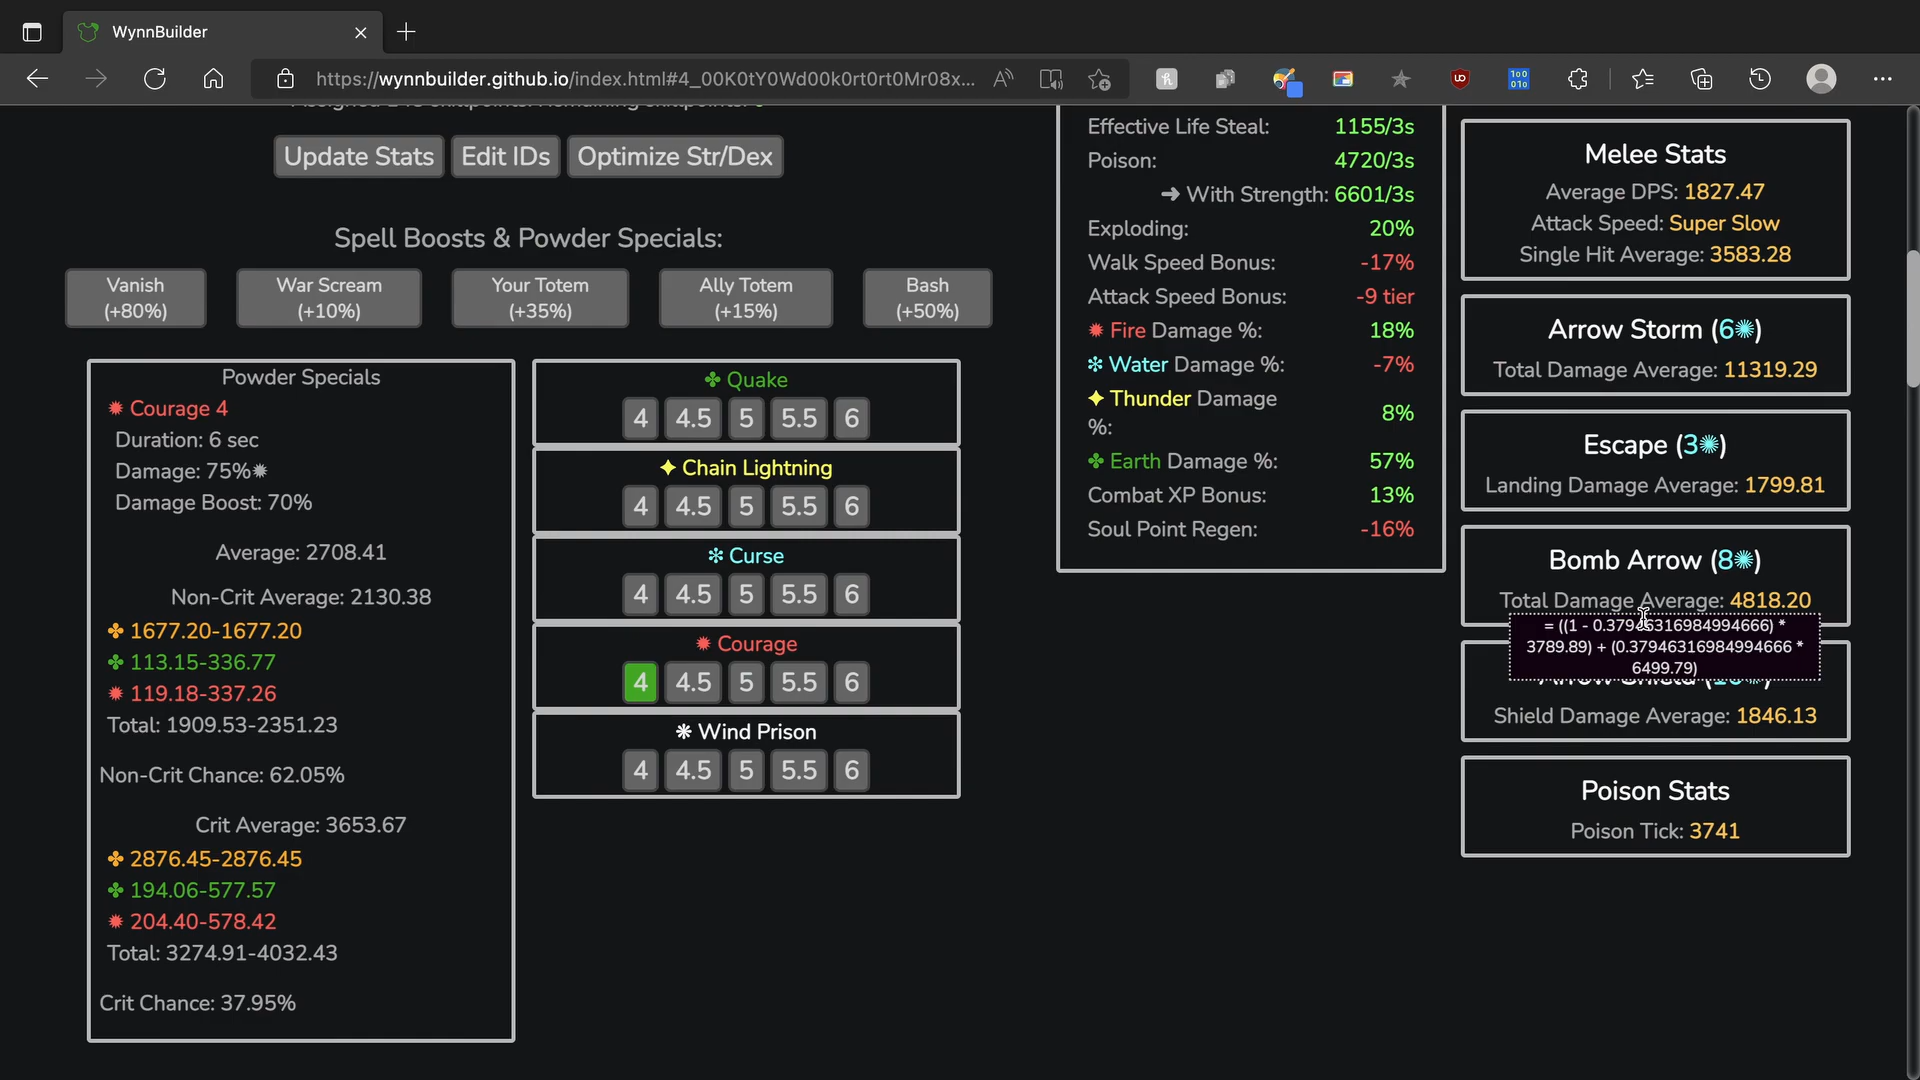 WynnBuilder
https://wynnbuilder.github.io/index.html#4_00K0tY0Wd00k0rt0rt0Mr08x...
Update Stats
Edit IDs
Optimize Str/Dex
Spell Boosts & Powder Specials:
Vanish
(+80%)
War Scream
(+10%)
Your Totem
(+35%)
Ally Totem
(+15%)
Bash
(+50%)
Powder Specials
Courage 4
Duration: 6 sec
Damage: 75%
Damage Boost: 70%
Average: 2708.41
Non-Crit Average: 2130.38
1677.20-1677.20
113.15-336.77
119.18-337.26
Total: 1909.53-2351.23
Non-Crit Chance: 62.05%
Crit Average: 3653.67
2876.45-2876.45
194.06-577.57
204.40-578.42
Total: 3274.91-4032.43
Crit Chance: 37.95%
Quake
4 4.5 5 5.5 6
Chain Lightning
4 4.5 5 5.5 6
Curse
4 4.5 5 5.5 6
Courage
4 4.5 5 5.5 6
Wind Prison
4 4.5 5 5.5 6
Effective Life Steal: 1155/3s
Poison: 4720/3s
➜ With Strength: 6601/3s
Exploding: 20%
Walk Speed Bonus: -17%
Attack Speed Bonus: -9 tier
Fire Damage %: 18%
Water Damage %: -7%
Thunder Damage
%: 8%
Earth Damage %: 57%
Combat XP Bonus: 13%
Soul Point Regen: -16%
Melee Stats
Average DPS: 1827.47
Attack Speed: Super Slow
Single Hit Average: 3583.28
Arrow Storm (6)
Total Damage Average: 11319.29
Escape (3)
Landing Damage Average: 1799.81
Bomb Arrow (8)
Total Damage Average: 4818.20
= ((1 - 0.37946316984994666) *
3789.89) + (0.37946316984994666 *
6499.79)
Shield Damage Average: 1846.13
Poison Stats
Poison Tick: 3741